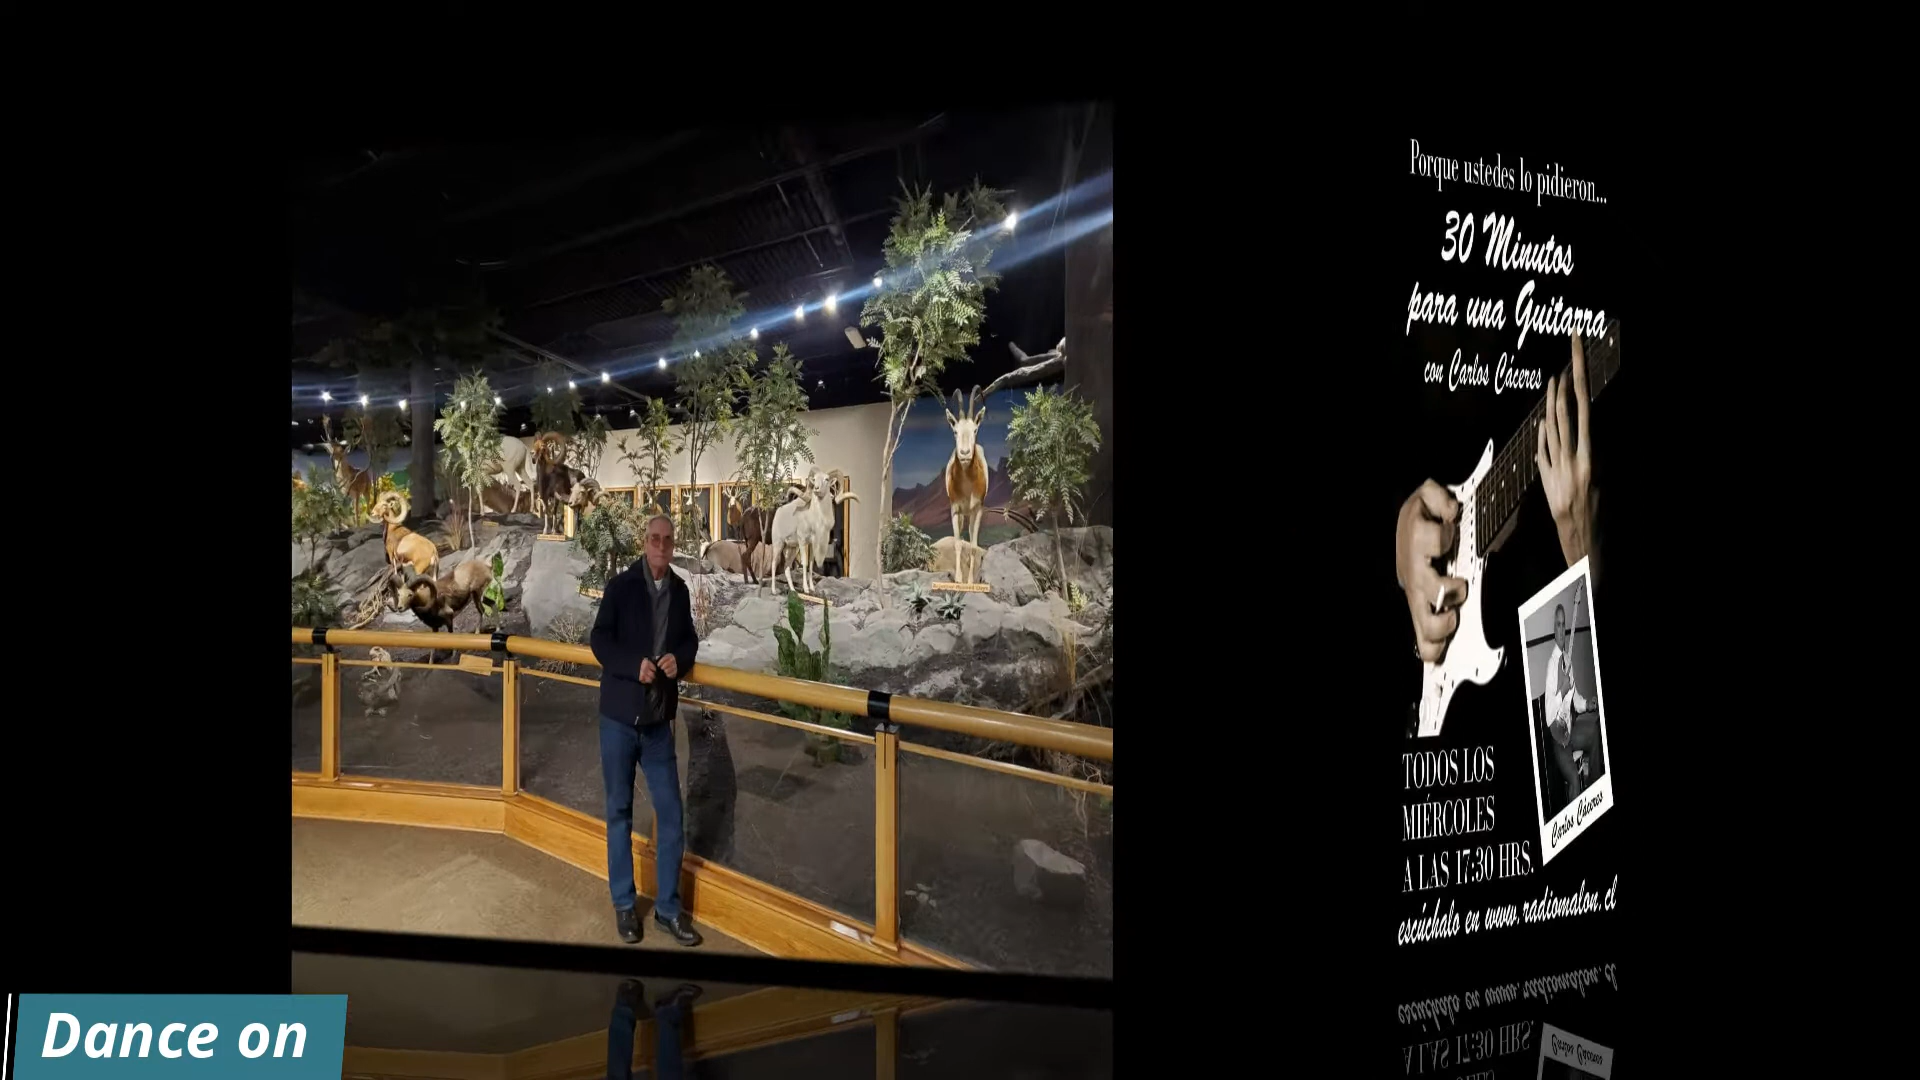 Porque ustedes lo pidieron...
30 Minutos
para una Guitarra
con Carlos Cáceres
Carlos Cáceres
TODOS LOS
MIÉRCOLES
A LAS 17:30 HRS.
escúchalo en www.radiomalon.cl
Dance on